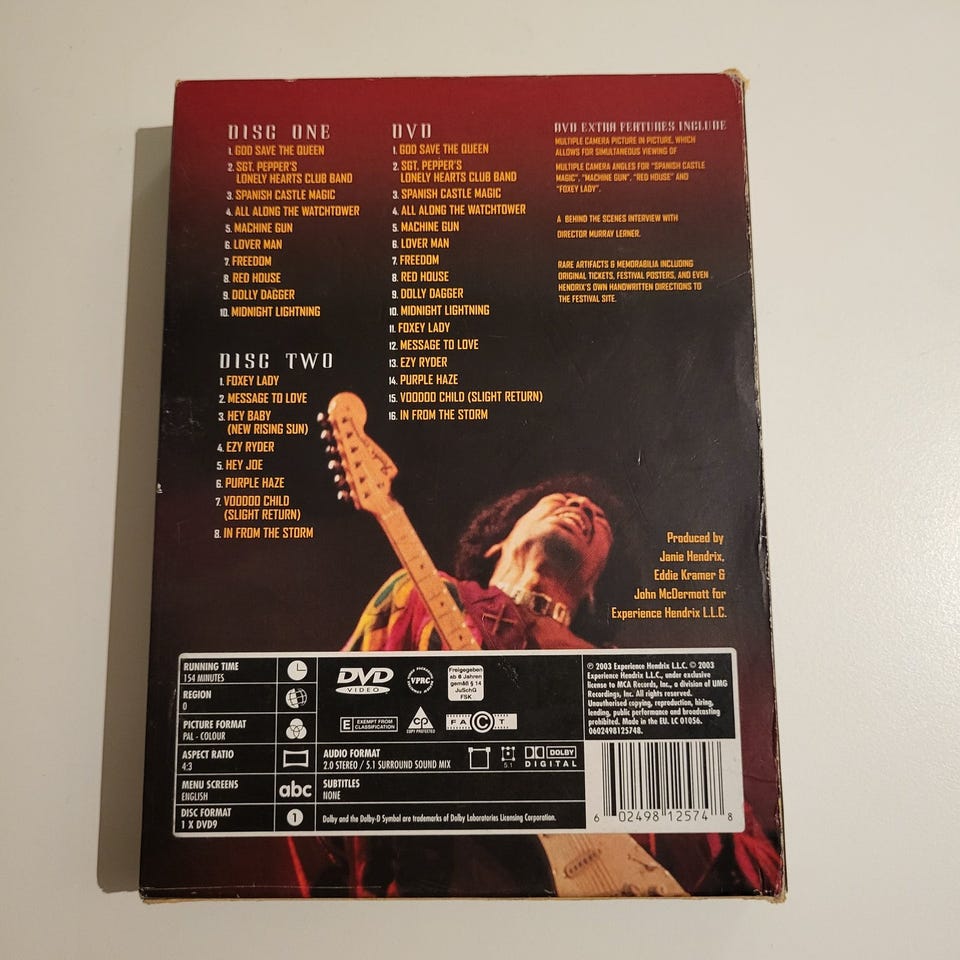 DISC ONE
1. GOD SAVE THE QUEEN
2. SGT. PEPPER'S
LONELY HEARTS CLUB BAND
3. SPANISH CASTLE MAGIC
4. ALL ALONG THE WATCHTOWER
5. MACHINE GUN
6. LOVER MAN
7. FREEDOM
8. RED HOUSE
9. DOLLY DAGGER
10. MIDNIGHT LIGHTNING
DISC TWO
1. FOXEY LADY
2. MESSAGE TO LOVE
3. HEY BABY
(NEW RISING SUN)
4. EZY RYDER
5. HEY JOE
6. PURPLE HAZE
7. VOODOO CHILD
(SLIGHT RETURN)
8. IN FROM THE STORM
DVD
1. GOD SAVE THE QUEEN
2. SGT. PEPPER'S
LONELY HEARTS CLUB BAND
3. SPANISH CASTLE MAGIC
4. ALL ALONG THE WATCHTOWER
5. MACHINE GUN
6. LOVER MAN
7. FREEDOM
8. RED HOUSE
9. DOLLY DAGGER
10. MIDNIGHT LIGHTNING
11. FOXEY LADY
12. MESSAGE TO LOVE
13. EZY RYDER
14. PURPLE HAZE
15. VOODOO CHILD (SLIGHT RETURN)
16. IN FROM THE STORM
DVD EXTRA FEATURES INCLUDE
MULTIPLE CAMERA PICTURE IN PICTURE, WHICH
ALLOWS FOR SIMULTANEOUS VIEWING OF
MULTIPLE CAMERA ANGLES FOR "SPANISH CASTLE
MAGIC", "MACHINE GUN", "RED HOUSE" AND
"FOXEY LADY".
A BEHIND THE SCENES INTERVIEW WITH
DIRECTOR MURRAY LERNER.
RARE ARTIFACTS & MEMORABILIA INCLUDING
ORIGINAL TICKETS, FESTIVAL POSTERS, AND EVEN
HENDRIX'S OWN HANDWRITTEN DIRECTIONS TO
THE FESTIVAL SITE.
Produced by
Janie Hendrix,
Eddie Kramer &
John McDermott for
Experience Hendrix L.L.C.
RUNNING TIME
154 MINUTES
REGION
0
PICTURE FORMAT
PAL - COLOUR
ASPECT RATIO
4:3
MENU SCREENS
ENGLISH
abc
DISC FORMAT
1 X DVD9
1
DVD
VIDEO
VPRC
Freigegeben
ab 6 Jahren
gemäß § 14
JuSchG
FSK
E EXEMPT FROM
CLASSIFICATION
CP
COPY PROTECTED
FACT
AUDIO FORMAT
2.0 STEREO / 5.1 SURROUND SOUND MIX
5.1
DOLBY
DIGITAL
SUBTITLES
NONE
Dolby and the Dolby-D Symbol are trademarks of Dolby Laboratories Licensing Corporation.
℗ 2003 Experience Hendrix L.L.C. © 2003
Experience Hendrix L.L.C., under exclusive
license to MCA Records, Inc., a division of UMG
Recordings, Inc. All rights reserved.
Unauthorised copying, reproduction, hiring,
lending, public performance and broadcasting
prohibited. Made in the EU. LC 01056.
0602498125748.
6 02498 12574 8